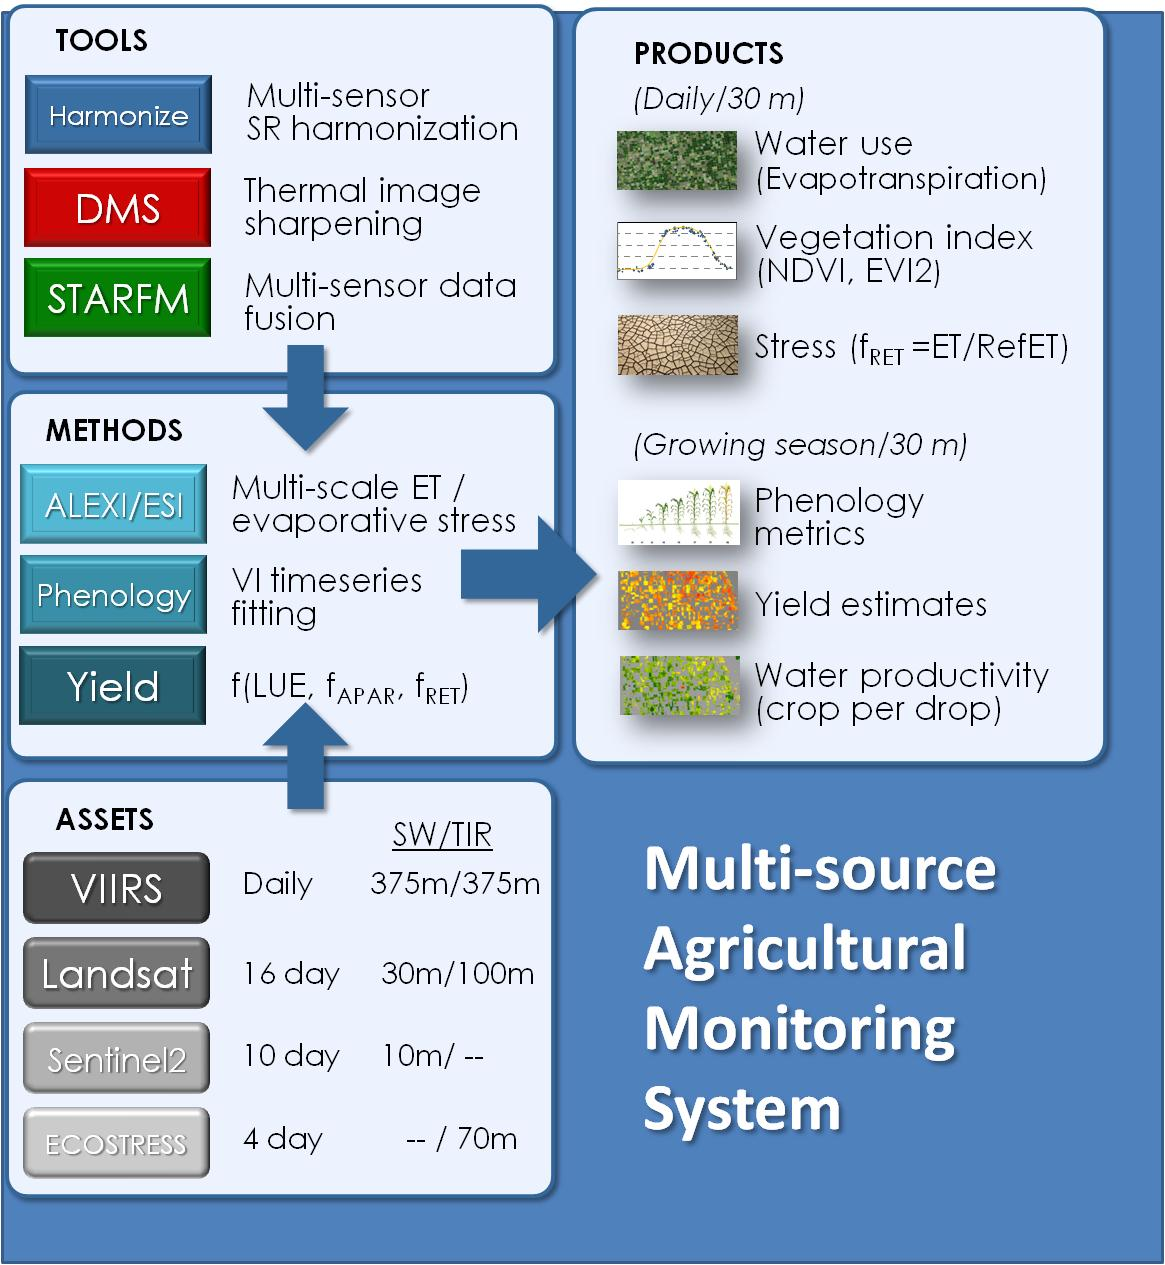 TOOLS
Harmonize
Multi-sensor
SR harmonization
DMS
Thermal image
sharpening
STARFM
Multi-sensor data
fusion
METHODS
ALEXI/ESI
Multi-scale ET /
evaporative stress
Phenology
VI timeseries
fitting
Yield
f(LUE, fAPAR, fRET)
ASSETS
SW/TIR
VIIRS Daily 375m/375m
Landsat 16 day 30m/100m
Sentinel2 10 day 10m/ --
ECOSTRESS 4 day -- / 70m
PRODUCTS
(Daily/30 m)
Water use
(Evapotranspiration)
Vegetation index
(NDVI, EVI2)
Stress (fRET =ET/RefET)
(Growing season/30 m)
Phenology
metrics
Yield estimates
Water productivity
(crop per drop)
Multi-source
Agricultural
Monitoring
System